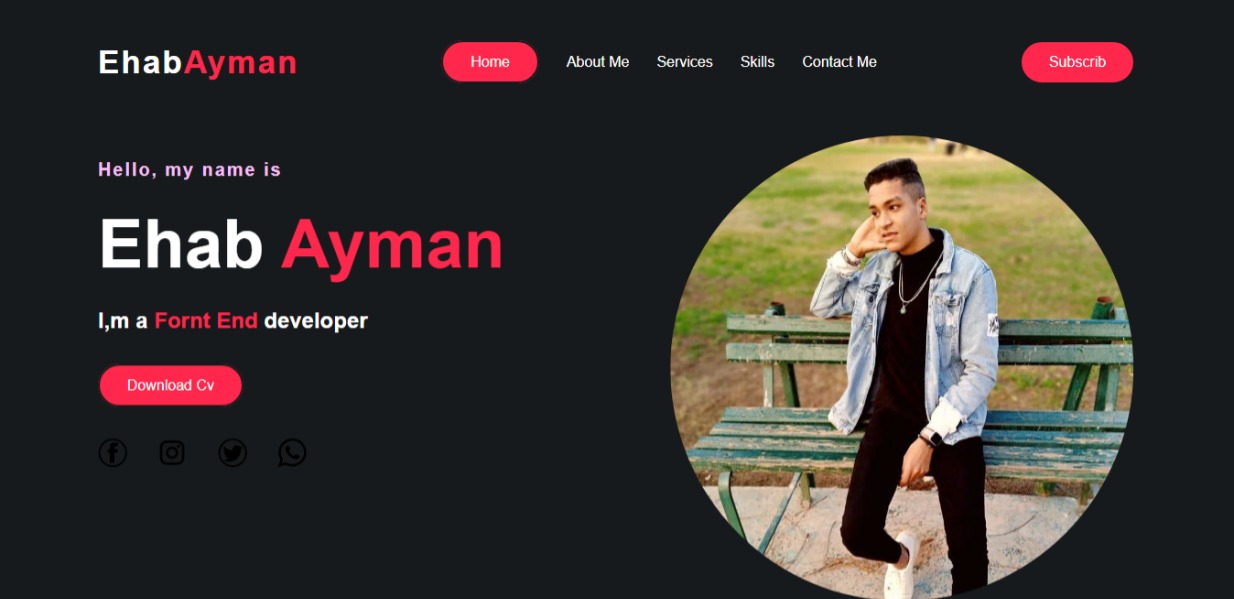 EhabAyman
Home About Me Services Skills Contact Me
Subscrib
Hello, my name is
Ehab Ayman
I,m a Fornt End developer
Download Cv